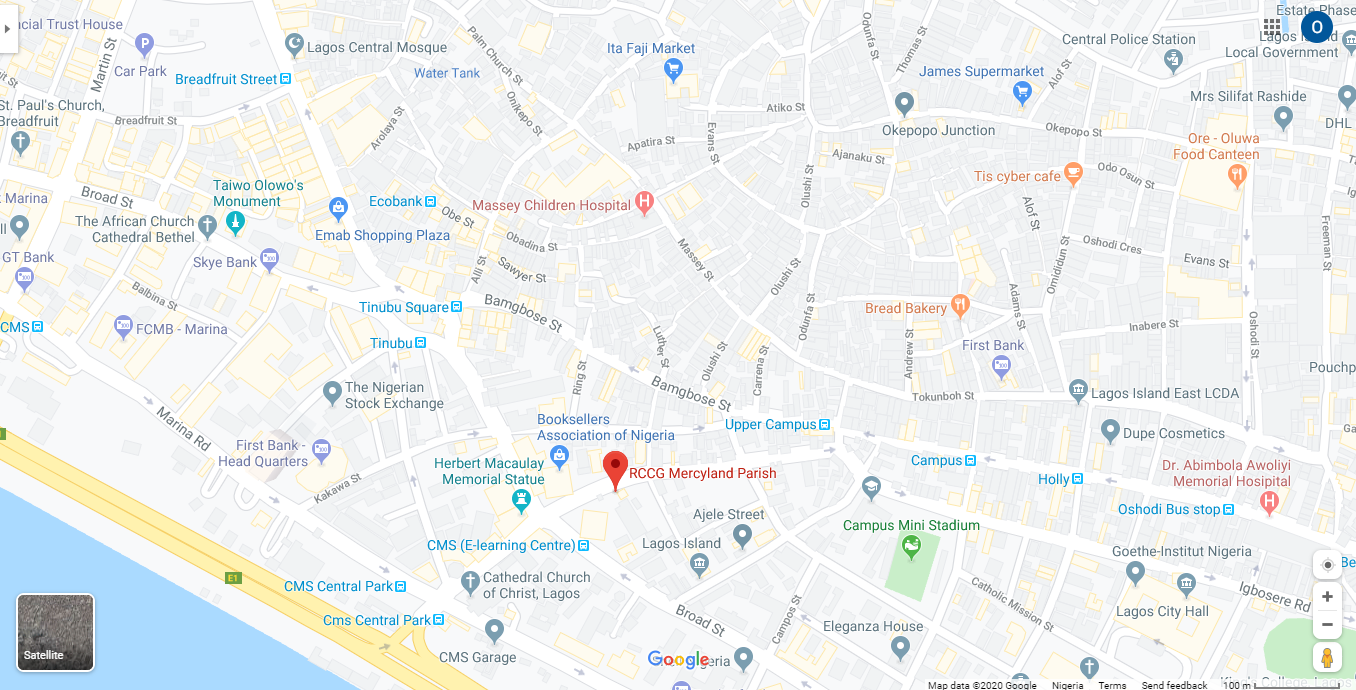 cial Trust House
Estate Phase
O
Martin St
P
Car Park
Lagos Central Mosque
Palm Church St
Ita Faji Market
Odunfa St
Thomas St
Central Police Station
Lagos Island
Local Government
Breadfruit Street
Water Tank
James Supermarket
Alof St
Mrs Silifat Rashide
St. Paul's Church,
Breadfruit
Breadfruit St
Onikepo St
Atiko St
DHL
Arolaya St
Apatira St
Evans St
Okepopo Junction
Okepopo St
Ore - Oluwa
Food Canteen
Ajanaku St
Tis cyber cafe
Odo Osun St
Taiwo Olowo's
Monument
Olushi St
Marina
Broad St
Ecobank
Obe St
Massey Children Hospital
H
Alof St
Freeman St
The African Church
Cathedral Bethel
Emab Shopping Plaza
Obadina St
Massey St
Oshodi Cres
Evans St
Omididun St
GT Bank
Skye Bank
Alli St
Sawyer St
Olushi St
Balbina St
Adams St
Tinubu Square
Bamgbose St
Odunfa St
Bread Bakery
Oshodi St
CMS
FCMB - Marina
Inabere St
Tinubu
Luther St
Olushi St
Carrena St
Andrew St
First Bank
Ring St
Pouchp
The Nigerian
Stock Exchange
Bamgbose St
Tokunboh St
Lagos Island East LCDA
Marina Rd
Booksellers
Association of Nigeria
Upper Campus
Dupe Cosmetics
Ga
First Bank -
Head Quarters
Herbert Macaulay
Memorial Statue
RCCG Mercyland Parish
Campus
Dr. Abimbola Awoliyi
Memorial Hospital
H
Kakawa St
Holly
Ajele Street
Campus Mini Stadium
Oshodi Bus stop
CMS (E-learning Centre)
Lagos Island
Goethe-Institut Nigeria
Be
E1
CMS Central Park
Cathedral Church
of Christ, Lagos
Catholic Mission St
Igbosere Rd
Campos St
Lagos City Hall
Cms Central Park
Broad St
Eleganza House
Satellite
CMS Garage
Google
geria
King's College, Lagos
Map data ©2020 Google
Nigeria
Terms
Send feedback
100 m